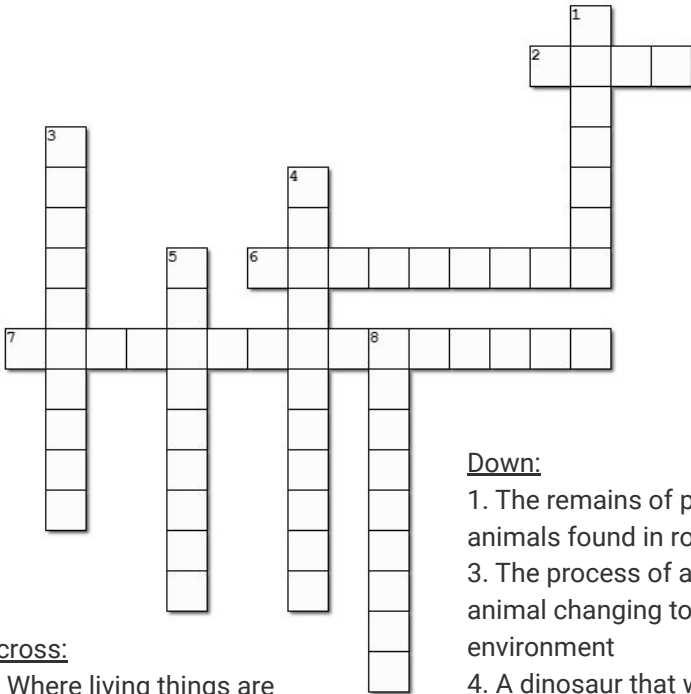 1
2
3
4
5
6
7
8
Down:
1. The remains of p
animals found in ro
3. The process of a
animal changing to
environment
4. A dinosaur that w
cross:
Where living things are